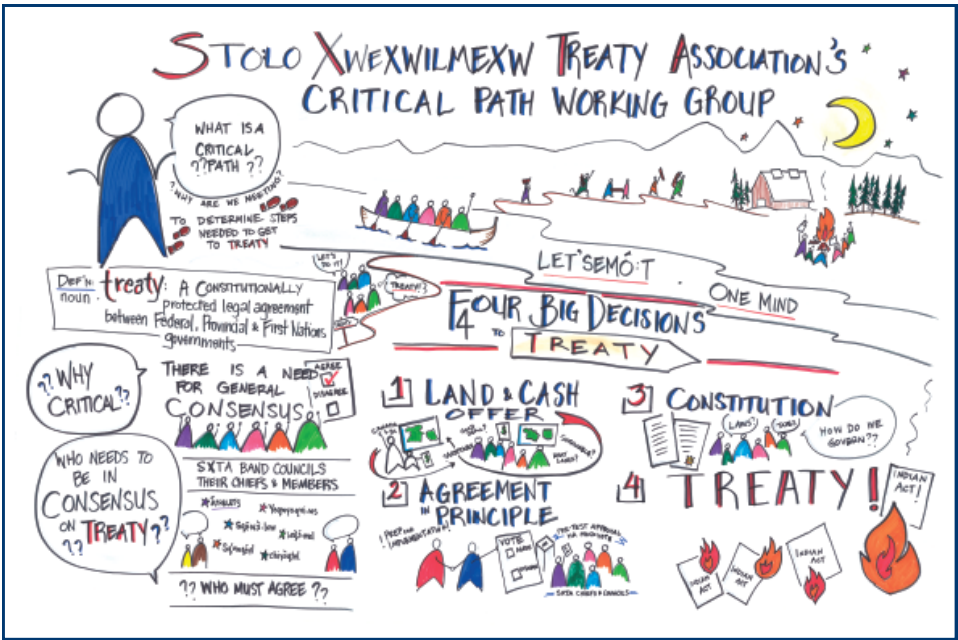 STOLO XWEXWILMEXW TREATY ASSOCIATION'S
CRITICAL PATH WORKING GROUP
WHAT IS A
CRITICAL
??PATH ??
?WHY ARE WE MEETING?
TO DETERMINE STEPS
NEEDED TO GET
TO TREATY
DEF'N:
noun.
treaty: A CONSTITUTIONALLY
protected legal agreement
between Federal, Provincial & First Nations
governments
LET'S
DO IT!
TREATY!
LET'SEMÓ:T
ONE MIND
FOUR BIG DECISIONS
4
TO
TREATY
?? WHY
CRITICAL??
THERE IS A NEED
FOR GENERAL
CONSENSUS
AGREE
DISAGREE
WHO NEEDS TO
BE IN
CONSENSUS
ON TREATY??
??
SXTA BAND COUNCILS
THEIR CHIEFS & MEMBERS
?? WHO MUST AGREE ??
1 LAND & CASH
OFFER
2 AGREEMENT
IN PRINCIPLE
VOTE
SXTA CHIEFS & COUNCILS
3 CONSTITUTION
LAWS!
HOW DO WE
GOVERN??
4 TREATY!
INDIAN
ACT!
INDIAN
ACT
INDIAN
ACT
INDIAN
ACT